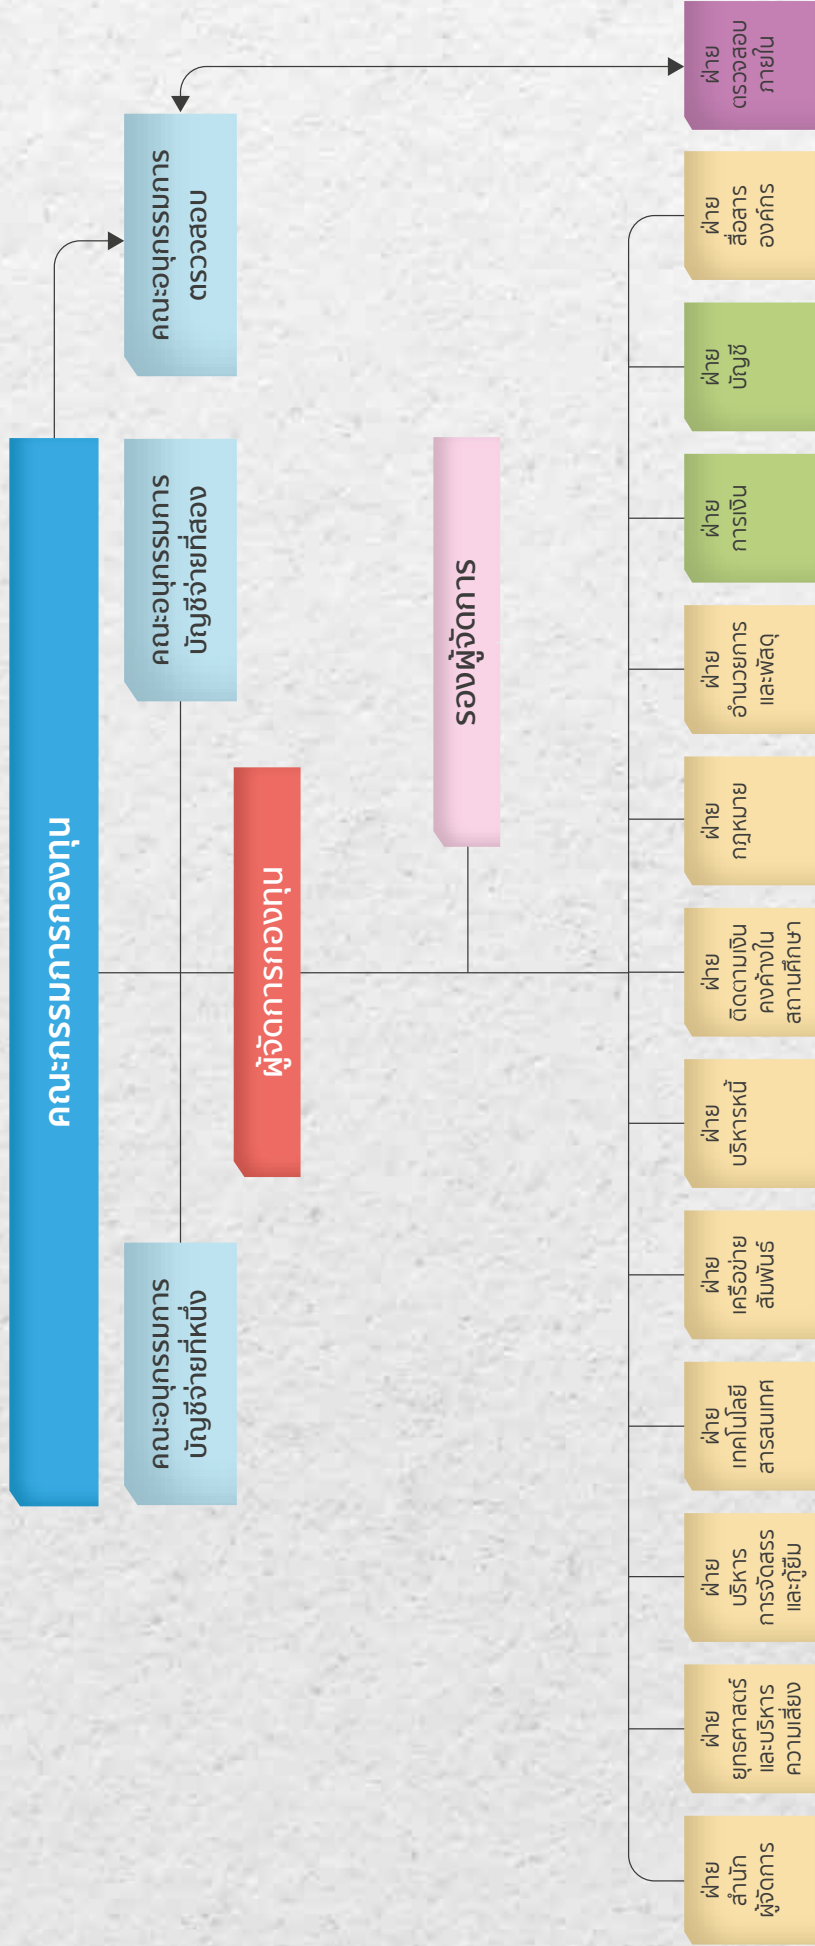 คณะกรรมการกองทุน
คณะอนุกรรมการ
บัญชีจ่ายที่หนึ่ง
คณะอนุกรรมการ
บัญชีจ่ายที่สอง
คณะอนุกรรมการ
ตรวจสอบ
ผู้จัดการกองทุน
รองผู้จัดการ
ฝ่าย
สำนัก
ผู้จัดการ
ฝ่าย
ยุทธศาสตร์
และบริหาร
ความเสี่ยง
ฝ่าย
บริหาร
การจัดสรร
และกู้ยืม
ฝ่าย
เทคโนโลยี
สารสนเทศ
ฝ่าย
เครือข่าย
สัมพันธ์
ฝ่าย
บริหารหนี้
ฝ่าย
ติดตามเงิน
คงค้างใน
สถานศึกษา
ฝ่าย
กฎหมาย
ฝ่าย
อำนวยการ
และพัสดุ
ฝ่าย
การเงิน
ฝ่าย
บัญชี
ฝ่าย
สื่อสาร
องค์กร
ฝ่าย
ตรวจสอบ
ภายใน